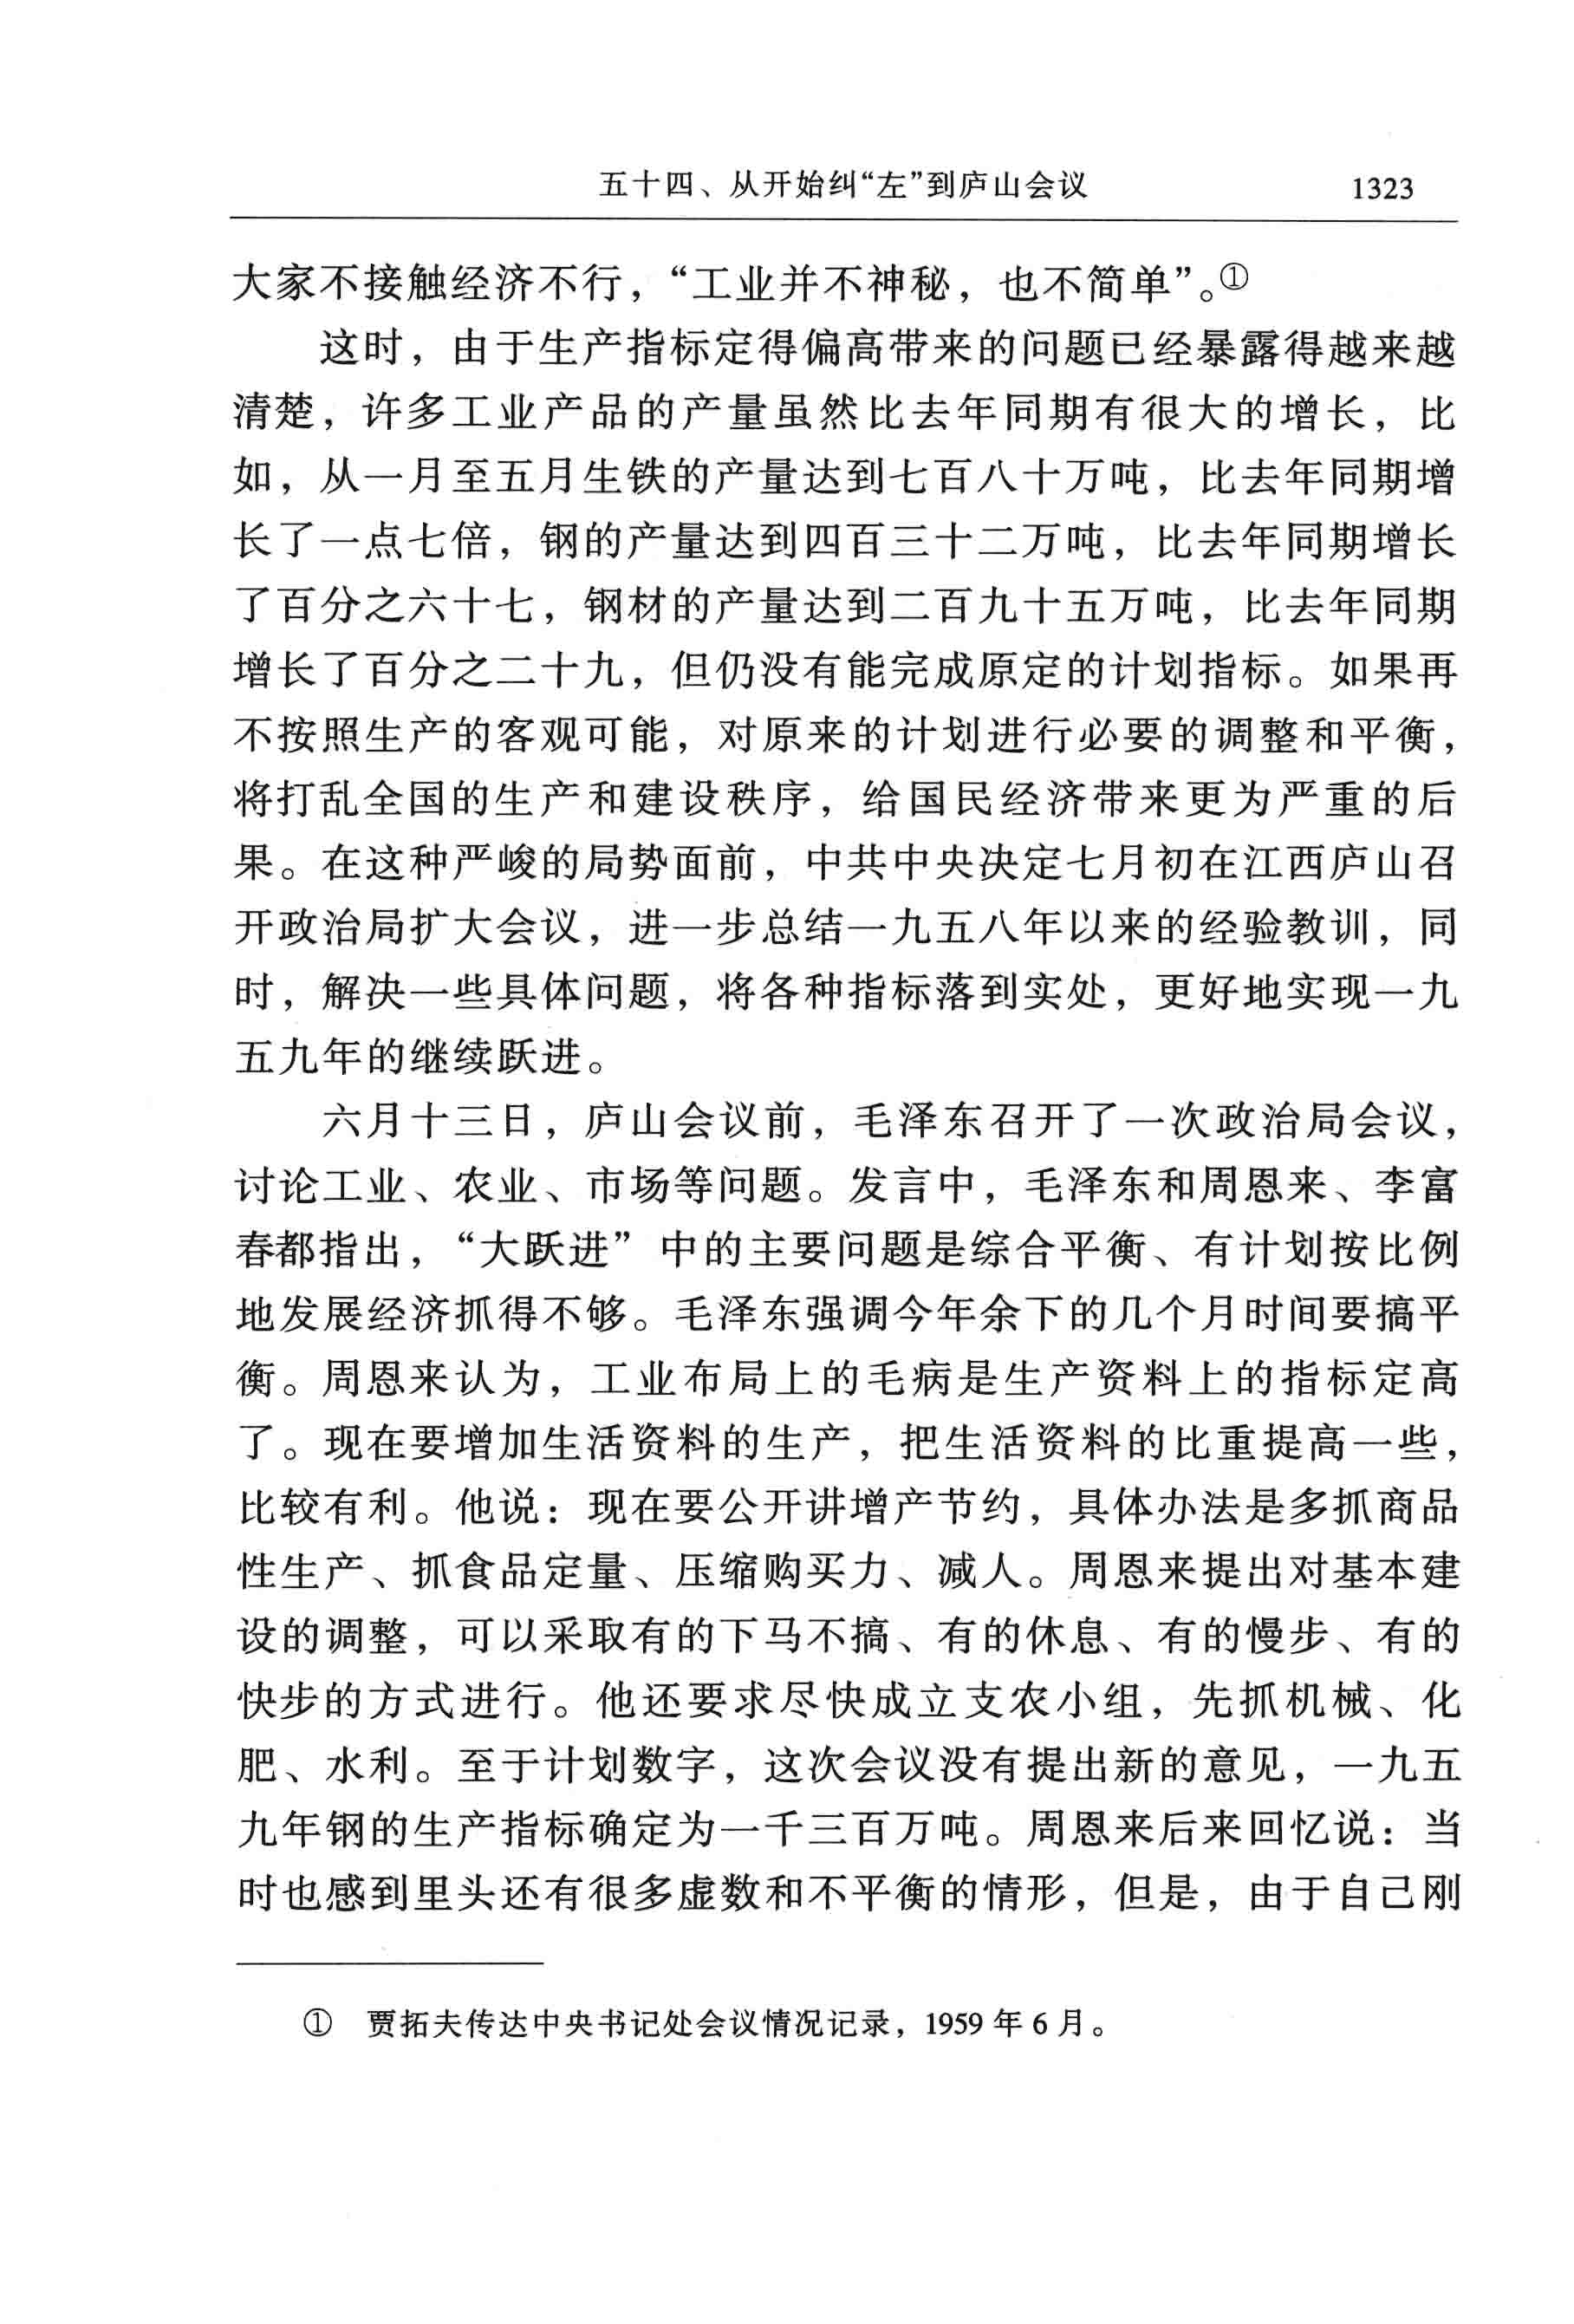 五十四、从开始纠“左”到庐山会议 1323
大家不接触经济不行，“工业并不神秘，也不简单”。①
这时，由于生产指标定得偏高带来的问题已经暴露得越来越
清楚，许多工业产品的产量虽然比去年同期有很大的增长，比
如，从一月至五月生铁的产量达到七百八十万吨，比去年同期增
长了一点七倍，钢的产量达到四百三十二万吨，比去年同期增长
了百分之六十七，钢材的产量达到二百九十五万吨，比去年同期
增长了百分之二十九，但仍没有能完成原定的计划指标。如果再
不按照生产的客观可能，对原来的计划进行必要的调整和平衡，
将打乱全国的生产和建设秩序，给国民经济带来更为严重的后
果。在这种严峻的局势面前，中共中央决定七月初在江西庐山召
开政治局扩大会议，进一步总结一九五八年以来的经验教训，同
时，解决一些具体问题，将各种指标落到实处，更好地实现一九
五九年的继续跃进。
六月十三日，庐山会议前，毛泽东召开了一次政治局会议，
讨论工业、农业、市场等问题。发言中，毛泽东和周恩来、李富
春都指出，“大跃进”中的主要问题是综合平衡、有计划按比例
地发展经济抓得不够。毛泽东强调今年余下的几个月时间要搞平
衡。周恩来认为，工业布局上的毛病是生产资料上的指标定高
了。现在要增加生活资料的生产，把生活资料的比重提高一些，
比较有利。他说：现在要公开讲增产节约，具体办法是多抓商品
性生产、抓食品定量、压缩购买力、减人。周恩来提出对基本建
设的调整，可以采取有的下马不搞、有的休息、有的慢步、有的
快步的方式进行。他还要求尽快成立支农小组，先抓机械、化
肥、水利。至于计划数字，这次会议没有提出新的意见，一九五
九年钢的生产指标确定为一千三百万吨。周恩来后来回忆说：当
时也感到里头还有很多虚数和不平衡的情形，但是，由于自己刚
① 贾拓夫传达中央书记处会议情况记录，1959年6月。